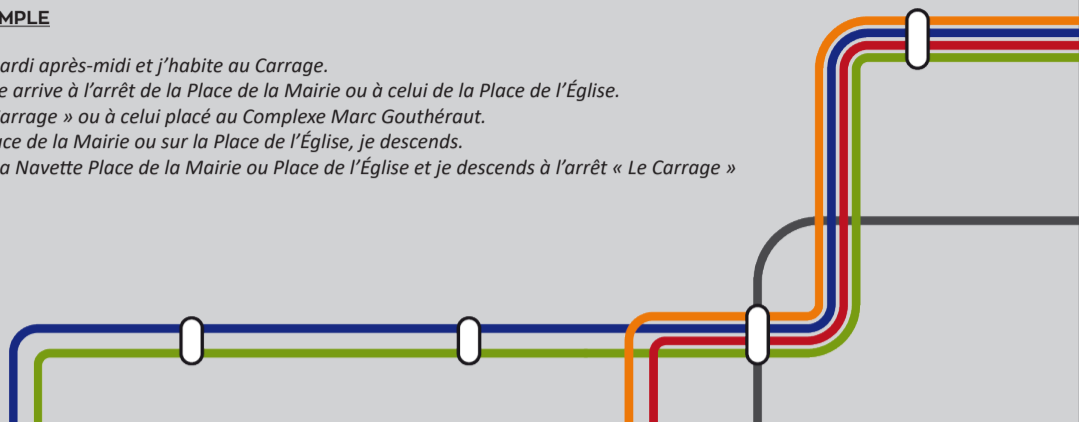 MPLE
ardi après-midi et j’habite au Carrage.
e arrive à l’arrêt de la Place de la Mairie ou à celui de la Place de l’Église.
arrage » ou à celui placé au Complexe Marc Gouthéraut.
ace de la Mairie ou sur la Place de l’Église, je descends.
a Navette Place de la Mairie ou Place de l’Église et je descends à l’arrêt « Le Carrage »